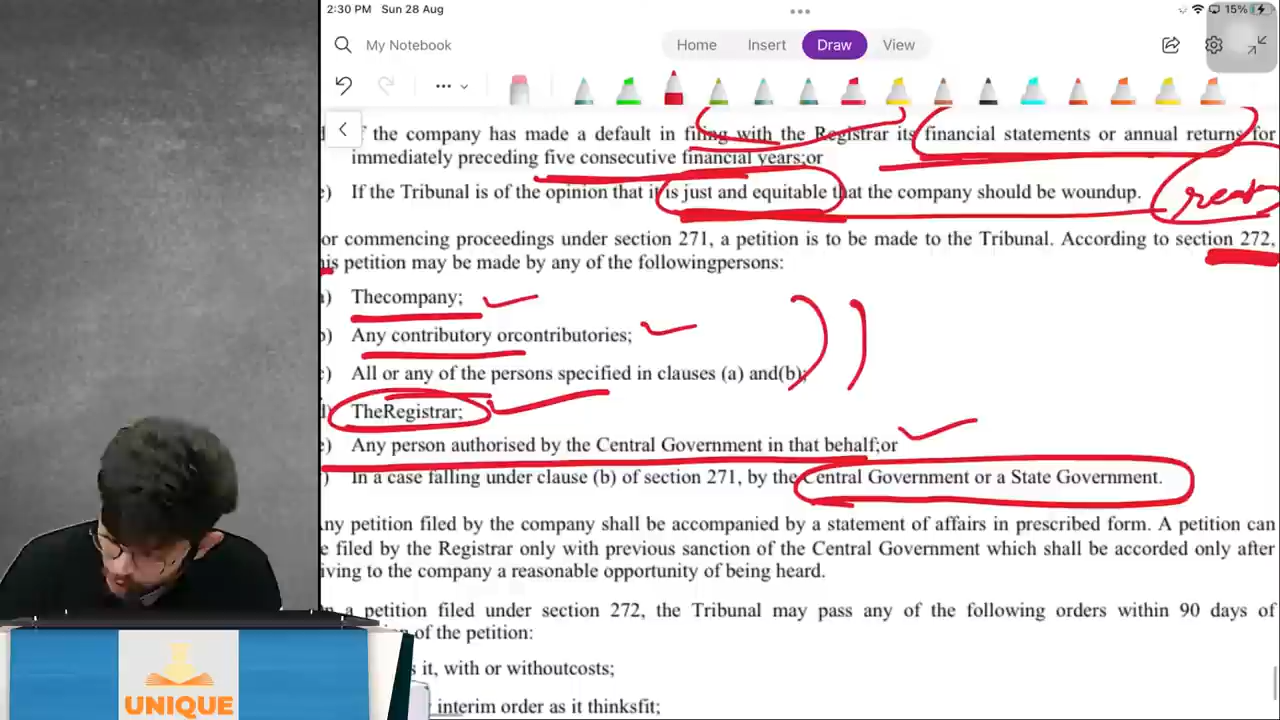 2:30 PM Sun 28 Aug
15%
My Notebook
Home Insert Draw View
f the company has made a default in filing with the Registrar its financial statements or annual returns for
immediately preceding five consecutive financial years;or
e) If the Tribunal is of the opinion that it is just and equitable that the company should be woundup.
or commencing proceedings under section 271, a petition is to be made to the Tribunal. According to section 272,
his petition may be made by any of the followingpersons:
Thecompany;
Any contributory orcontributories;
All or any of the persons specified in clauses (a) and(b);
TheRegistrar;
Any person authorised by the Central Government in that behalf;or
In a case falling under clause (b) of section 271, by the Central Government or a State Government.
ny petition filed by the company shall be accompanied by a statement of affairs in prescribed form. A petition can
e filed by the Registrar only with previous sanction of the Central Government which shall be accorded only after
iving to the company a reasonable opportunity of being heard.
a petition filed under section 272, the Tribunal may pass any of the following orders within 90 days of
of the petition:
s it, with or withoutcosts;
interim order as it thinksfit;
UNIQUE